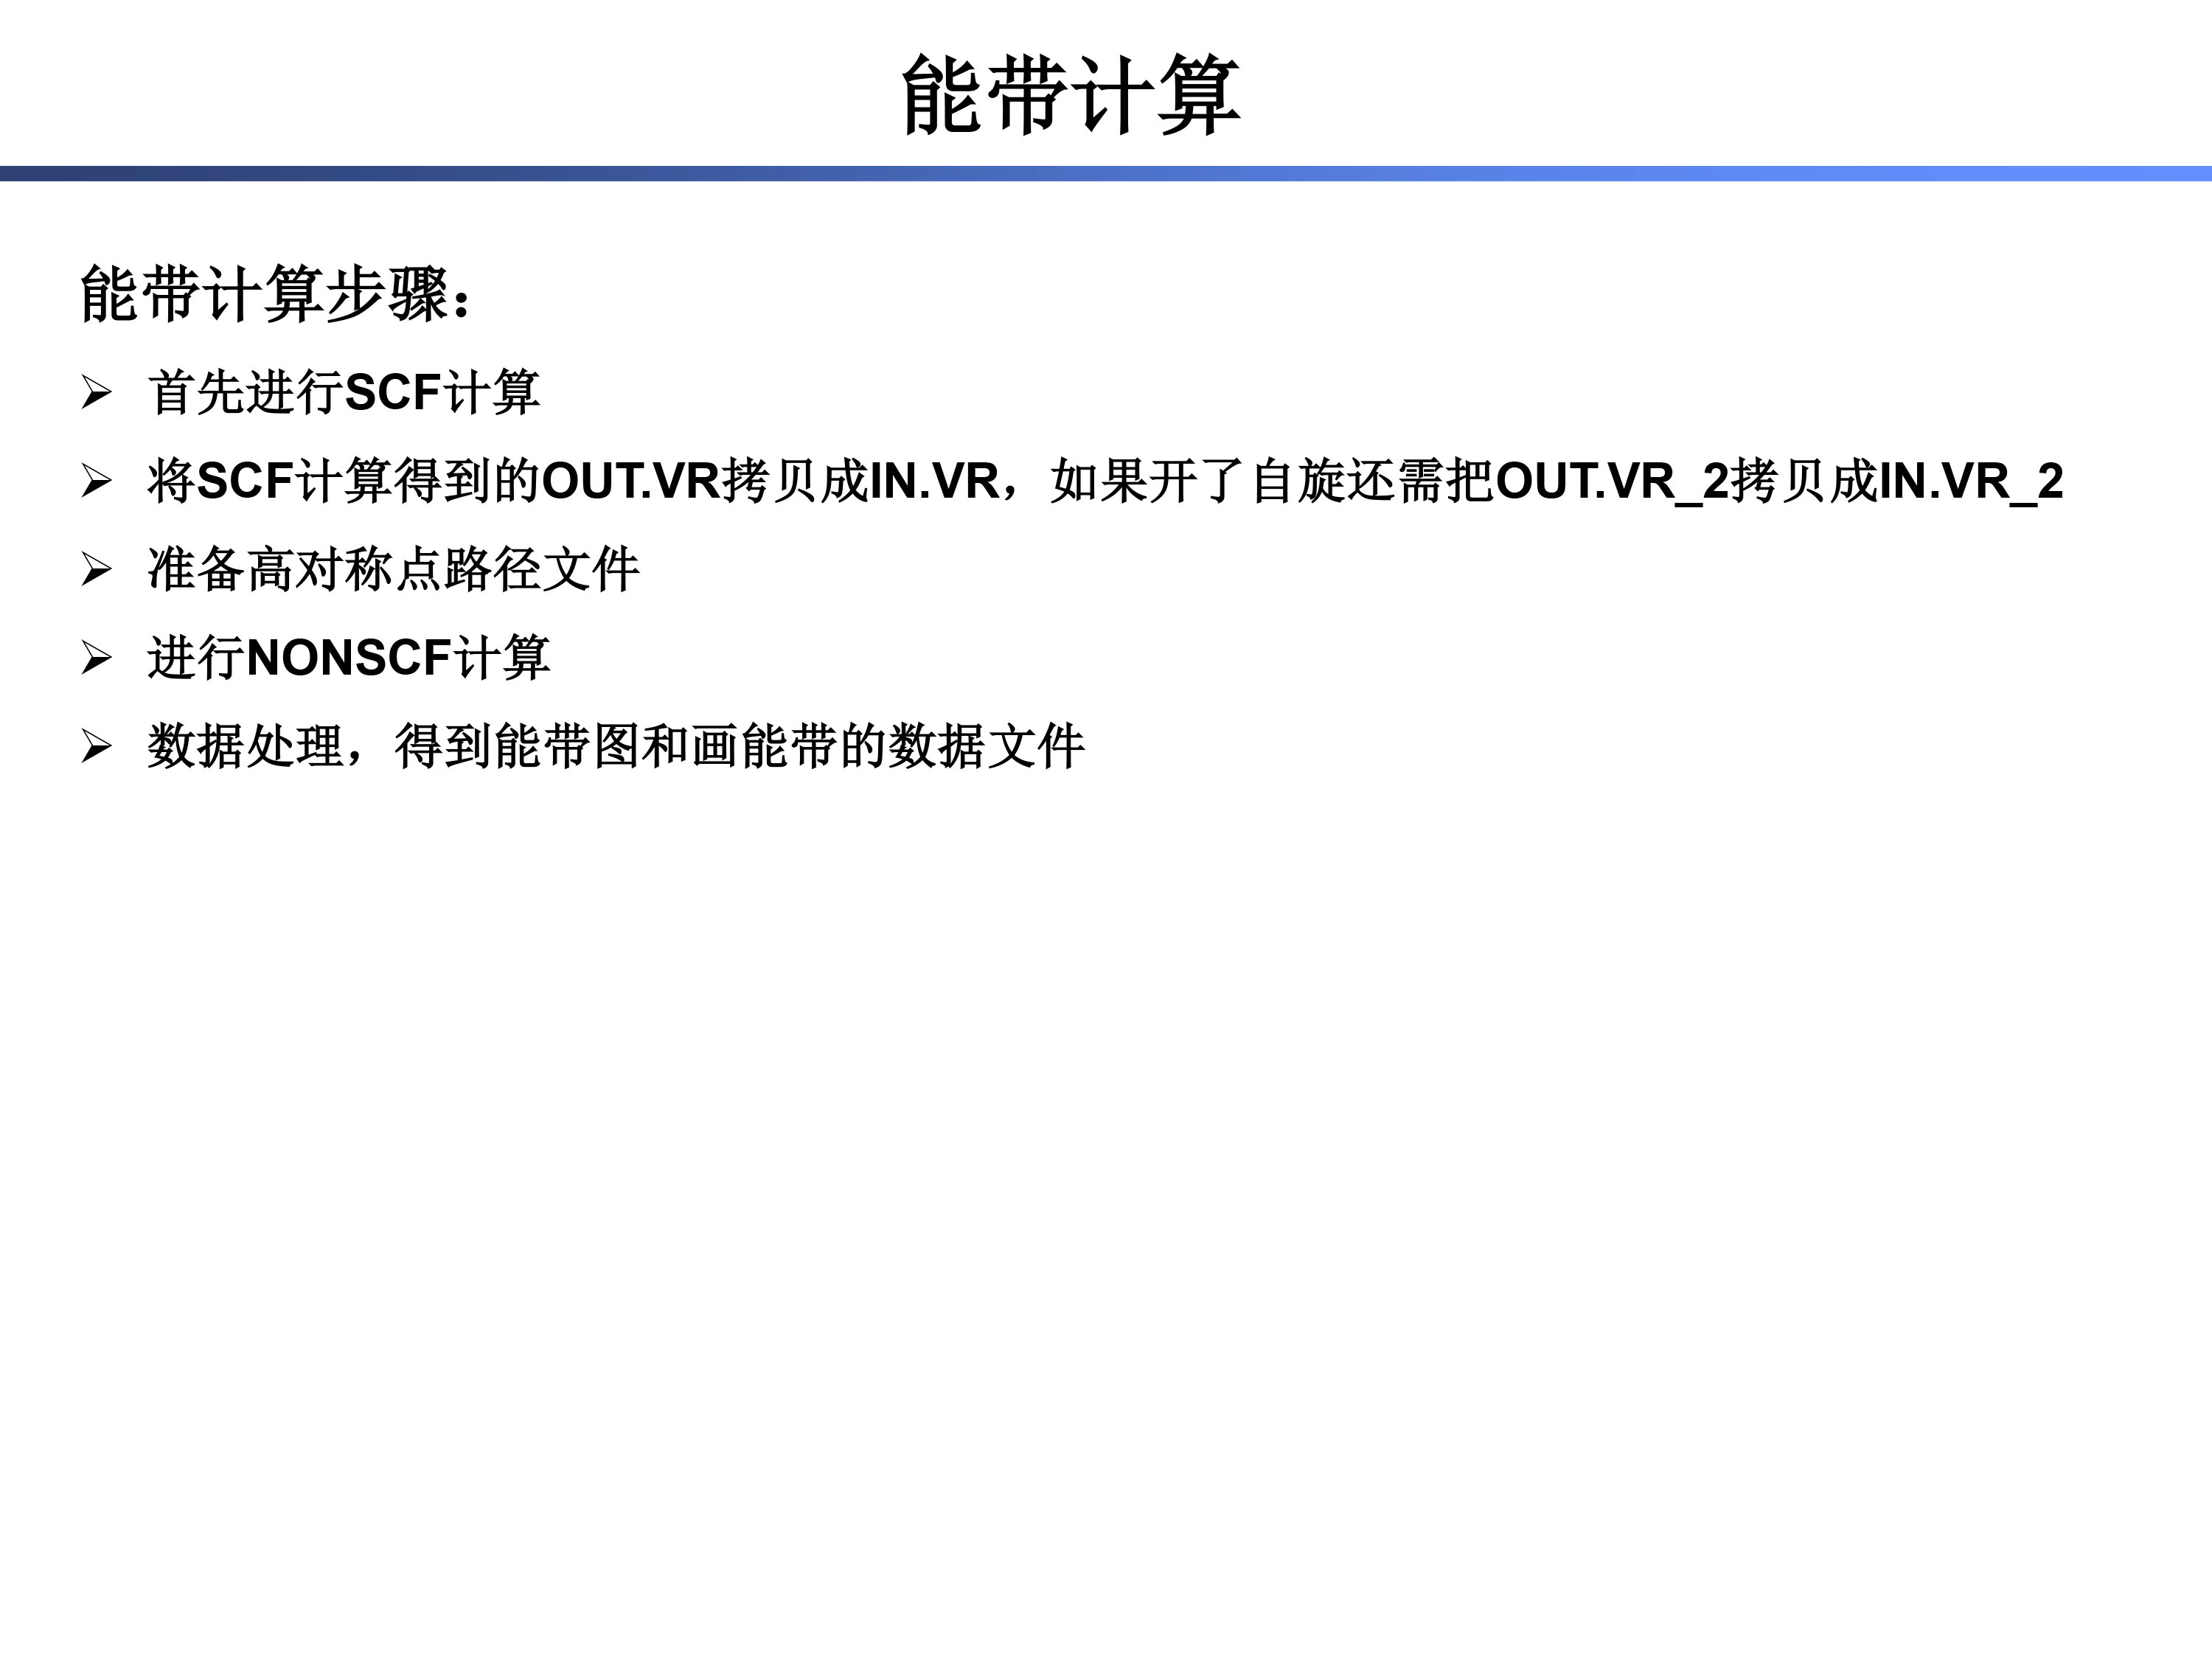 能带计算
能带计算步骤:
➢ 首先进行SCF计算
➢ 将SCF计算得到的OUT.VR拷贝成IN.VR，如果开了自旋还需把OUT.VR_2拷贝成IN.VR_2
➢ 准备高对称点路径文件
➢ 进行NONSCF计算
➢ 数据处理，得到能带图和画能带的数据文件